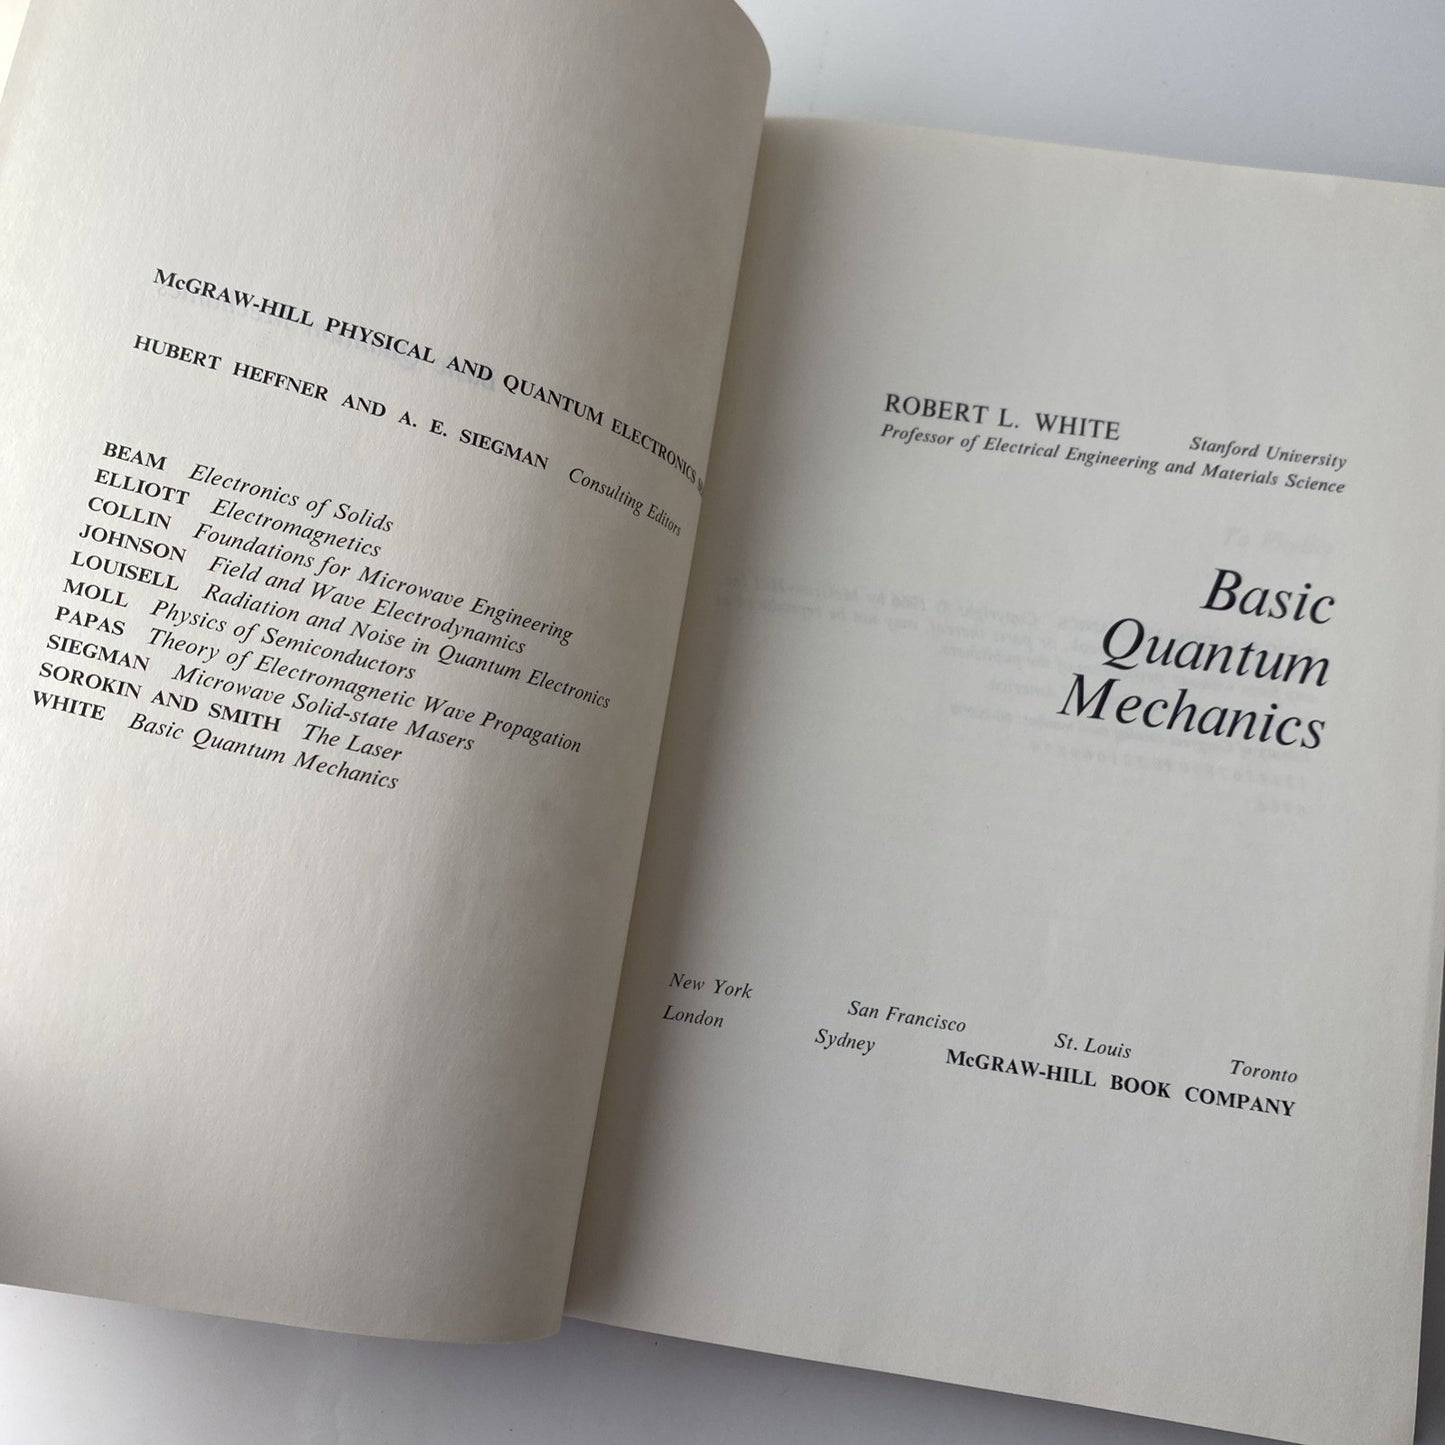 McGRAW-HILL PHYSICAL AND QUANTUM ELECTRONICS
HUBERT HEFFNER AND A. E. SIEGMAN Consulting Editors
BEAM Electronics of Solids
ELLIOTT Electromagnetics
COLLIN Foundations for Microwave Engineering
JOHNSON Field and Wave Electrodynamics
LOUISELL Radiation and Noise in Quantum Electronics
MOLL Physics of Semiconductors
PAPAS Theory of Electromagnetic Wave Propagation
SIEGMAN Microwave Solid-state Masers
SOROKIN AND SMITH The Laser
WHITE Basic Quantum Mechanics
ROBERT L. WHITE Stanford University
Professor of Electrical Engineering and Materials Science
Basic
Quantum
Mechanics
New York San Francisco St. Louis Toronto
London Sydney McGRAW-HILL BOOK COMPANY